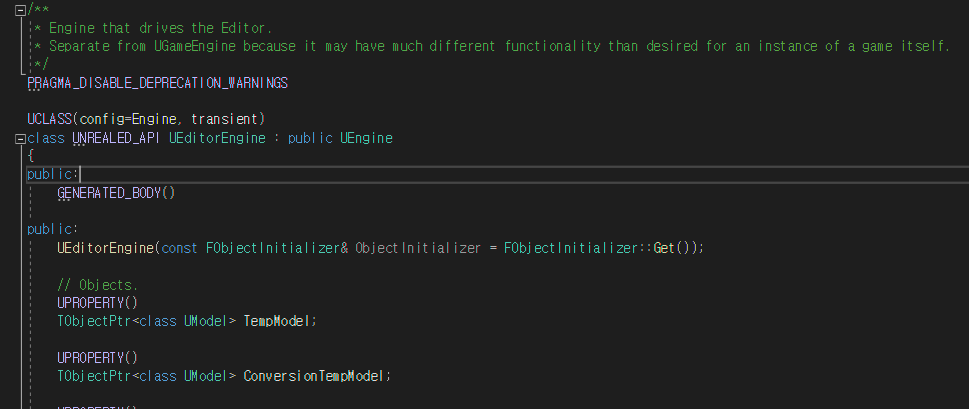 /**
* Engine that drives the Editor.
* Separate from UGameEngine because it may have much different functionality than desired for an instance of a game itself.
*/
PRAGMA_DISABLE_DEPRECATION_WARNINGS
UCLASS(config=Engine, transient)
class UNREALED_API UEditorEngine : public UEngine
{
public:
GENERATED_BODY()
public:
UEditorEngine(const FObjectInitializer& ObjectInitializer = FObjectInitializer::Get());
// Objects.
UPROPERTY()
TObjectPtr<class UModel> TempModel;
UPROPERTY()
TObjectPtr<class UModel> ConversionTempModel;